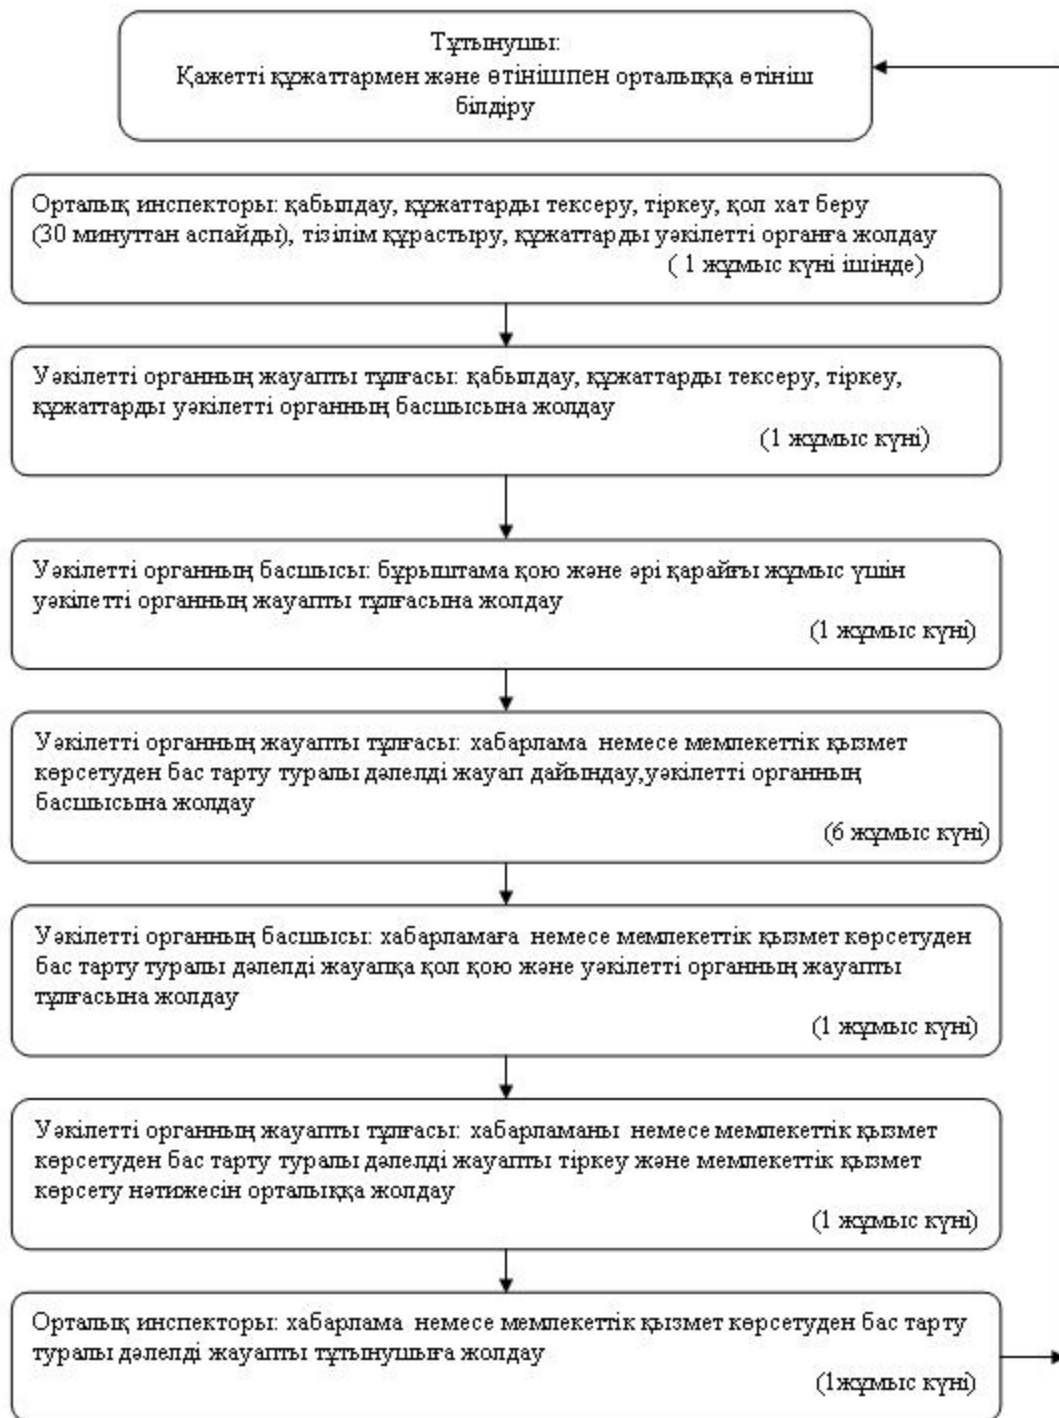 Тұтынушы:
Қажетті құжаттармен және өтінішпен орталыққа өтініш
білдіру
Орталық инспекторы: қабылдау, құжаттарды тексеру, тіркеу, қол хат беру
(30 минуттан аспайды), тізілім құрастыру, құжаттарды уәкілетті органға жолдау
( 1 жұмыс күні ішінде)
Уәкілетті органның жауапты тұлғасы: қабылдау, құжаттарды тексеру, тіркеу,
құжаттарды уәкілетті органның басшысына жолдау
(1 жұмыс күні)
Уәкілетті органның басшысы: бұрыштама қою және әрі қарайғы жұмыс үшін
уәкілетті органның жауапты тұлғасына жолдау
(1 жұмыс күні)
Уәкілетті органның жауапты тұлғасы: хабарлама немесе мемлекеттік қызмет
көрсетуден бас тарту туралы дәлелді жауап дайындау,уәкілетті органның
басшысына жолдау
(6 жұмыс күні)
Уәкілетті органның басшысы: хабарламаға немесе мемлекеттік қызмет көрсетуден
бас тарту туралы дәлелді жауапқа қол қою және уәкілетті органның жауапты
тұлғасына жолдау
(1 жұмыс күні)
Уәкілетті органның жауапты тұлғасы: хабарламаны немесе мемлекеттік қызмет
көрсетуден бас тарту туралы дәлелді жауапты тіркеу және мемлекеттік қызмет
көрсету нәтижесін орталыққа жолдау
(1 жұмыс күні)
Орталық инспекторы: хабарлама немесе мемлекеттік қызмет көрсетуден бас тарту
туралы дәлелді жауапты тұтынушыға жолдау
(1жұмыс күні)